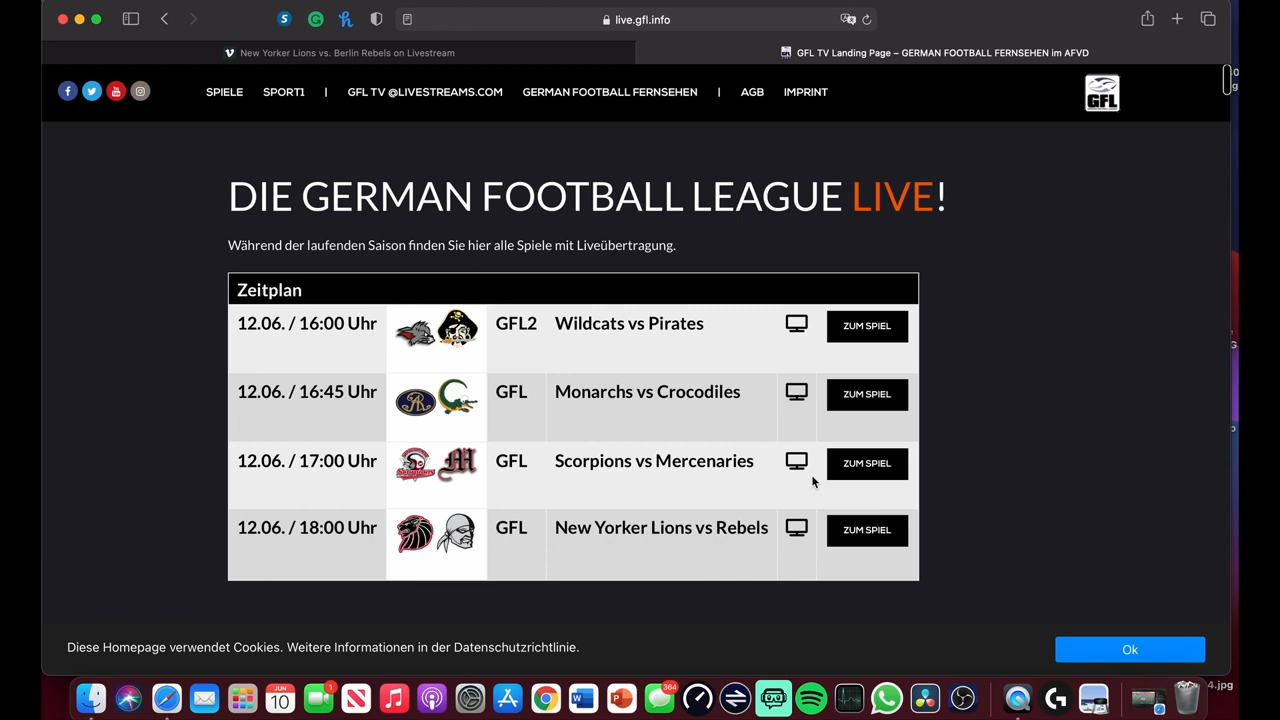 live.gfl.info
New Yorker Lions vs. Berlin Rebels on Livestream
GFL TV Landing Page – GERMAN FOOTBALL FERNSEHEN im AFVD
SPIELE SPORT1 | GFL TV @LIVESTREAMS.COM GERMAN FOOTBALL FERNSEHEN | AGB IMPRINT
GFL
DIE GERMAN FOOTBALL LEAGUE LIVE!
Während der laufenden Saison finden Sie hier alle Spiele mit Liveübertragung.
Zeitplan
12.06. / 16:00 Uhr GFL2 Wildcats vs Pirates ZUM SPIEL
12.06. / 16:45 Uhr GFL Monarchs vs Crocodiles ZUM SPIEL
12.06. / 17:00 Uhr GFL Scorpions vs Mercenaries ZUM SPIEL
12.06. / 18:00 Uhr GFL New Yorker Lions vs Rebels ZUM SPIEL
Diese Homepage verwendet Cookies. Weitere Informationen in der Datenschutzrichtlinie.
Ok
JUN
10
1
364
4.jpg